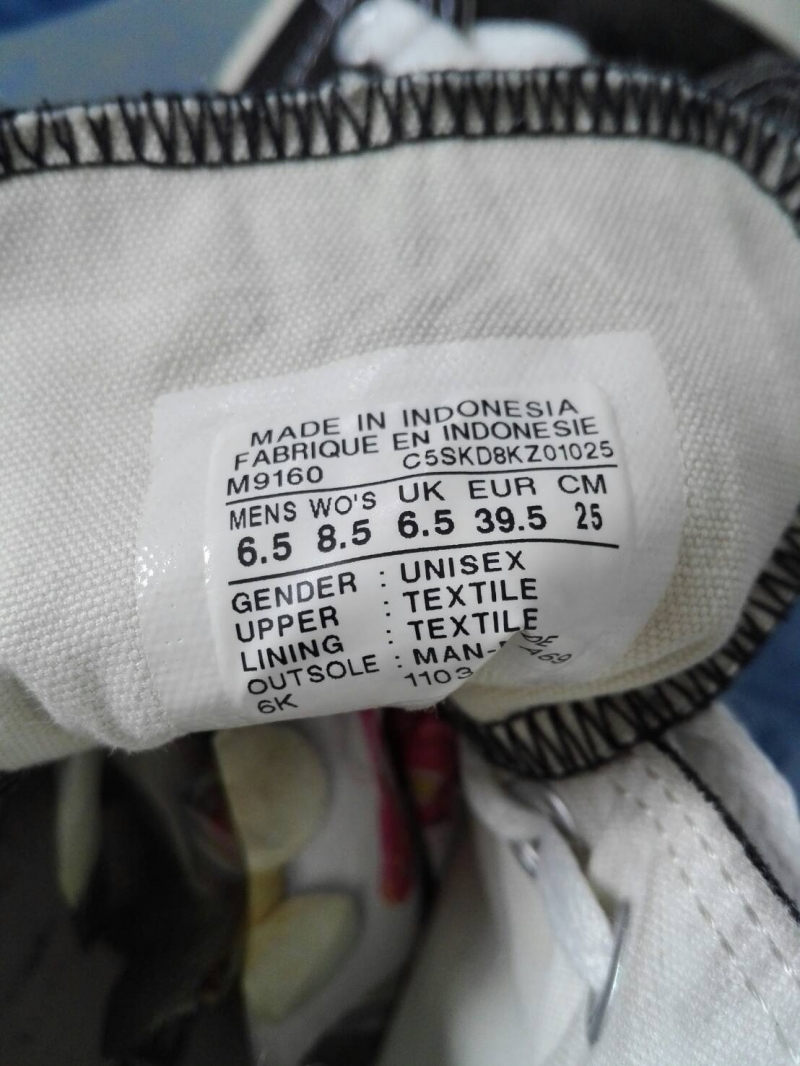 MADE IN INDONESIA
FABRIQUE EN INDONESIE
M9160 C5SKD8KZ01025
MENS WO'S UK EUR CM
6.5 8.5 6.5 39.5 25
GENDER : UNISEX
UPPER : TEXTILE
LINING : TEXTILE
OUTSOLE : MAN-
6K 1103